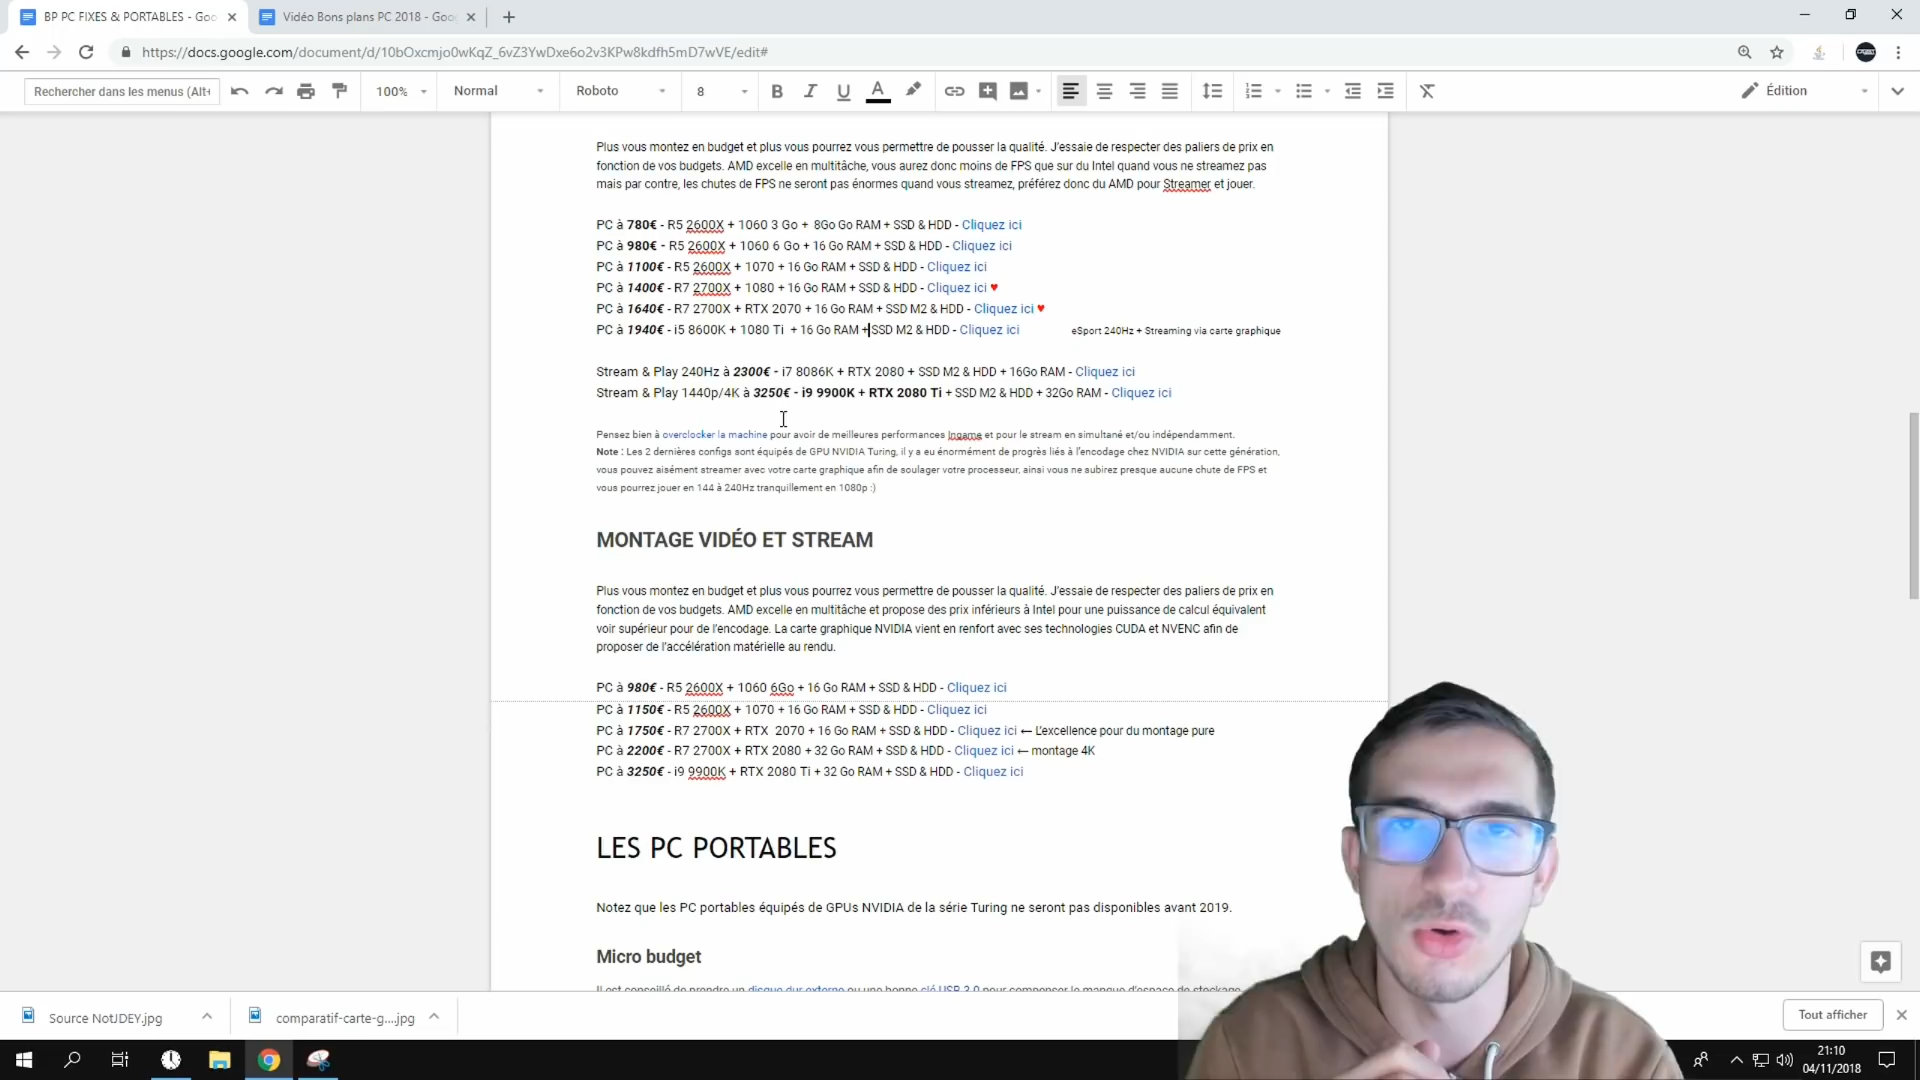 BP PC FIXES & PORTABLES - Goo
Vidéo Bons plans PC 2018 - Goog
https://docs.google.com/document/d/10bOxcmjo0wKqZ_6vZ3YwDxe6o2v3KPw8kdfh5mD7wVE/edit#
Rechercher dans les menus (Alt+
100%
Normal
Roboto
8
Édition
Plus vous montez en budget et plus vous pourrez vous permettre de pousser la qualité. J'essaie de respecter des paliers de prix en
fonction de vos budgets. AMD excelle en multitâche, vous aurez donc moins de FPS que sur du Intel quand vous ne streamez pas
mais par contre, les chutes de FPS ne seront pas énormes quand vous streamez, préférez donc du AMD pour Streamer et jouer.
PC à 780€ - R5 2600X + 1060 3 Go + 8Go Go RAM + SSD & HDD - Cliquez ici
PC à 980€ - R5 2600X + 1060 6 Go + 16 Go RAM + SSD & HDD - Cliquez ici
PC à 1100€ - R5 2600X + 1070 + 16 Go RAM + SSD & HDD - Cliquez ici
PC à 1400€ - R7 2700X + 1080 + 16 Go RAM + SSD & HDD - Cliquez ici ♥
PC à 1640€ - R7 2700X + RTX 2070 + 16 Go RAM + SSD M2 & HDD - Cliquez ici ♥
PC à 1940€ - i5 8600K + 1080 Ti + 16 Go RAM + SSD M2 & HDD - Cliquez ici eSport 240Hz + Streaming via carte graphique
Stream & Play 240Hz à 2300€ - i7 8086K + RTX 2080 + SSD M2 & HDD + 16Go RAM - Cliquez ici
Stream & Play 1440p/4K à 3250€ - i9 9900K + RTX 2080 Ti + SSD M2 & HDD + 32Go RAM - Cliquez ici
Pensez bien à overclocker la machine pour avoir de meilleures performances Ingame et pour le stream en simultané et/ou indépendamment.
Note : Les 2 dernières configs sont équipés de GPU NVIDIA Turing, il y a eu énormément de progrès liés à l'encodage chez NVIDIA sur cette génération,
vous pouvez aisément streamer avec votre carte graphique afin de soulager votre processeur, ainsi vous ne subirez presque aucune chute de FPS et
vous pourrez jouer en 144 à 240Hz tranquillement en 1080p :)
MONTAGE VIDÉO ET STREAM
Plus vous montez en budget et plus vous pourrez vous permettre de pousser la qualité. J'essaie de respecter des paliers de prix en
fonction de vos budgets. AMD excelle en multitâche et propose des prix inférieurs à Intel pour une puissance de calcul équivalent
voir supérieur pour de l'encodage. La carte graphique NVIDIA vient en renfort avec ses technologies CUDA et NVENC afin de
proposer de l'accélération matérielle au rendu.
PC à 980€ - R5 2600X + 1060 6Go + 16 Go RAM + SSD & HDD - Cliquez ici
PC à 1150€ - R5 2600X + 1070 + 16 Go RAM + SSD & HDD - Cliquez ici
PC à 1750€ - R7 2700X + RTX 2070 + 16 Go RAM + SSD & HDD - Cliquez ici ← L'excellence pour du montage pure
PC à 2200€ - R7 2700X + RTX 2080 + 32 Go RAM + SSD & HDD - Cliquez ici ← montage 4K
PC à 3250€ - i9 9900K + RTX 2080 Ti + 32 Go RAM + SSD & HDD - Cliquez ici
LES PC PORTABLES
Notez que les PC portables équipés de GPUs NVIDIA de la série Turing ne seront pas disponibles avant 2019.
Micro budget
Il est conseillé de prendre un disque dur externe ou une bonne clé USB 3.0 pour compenser le manque d'espace de stockage
Source NotJDEY.jpg
comparatif-carte-g....jpg
Tout afficher
21:10
04/11/2018